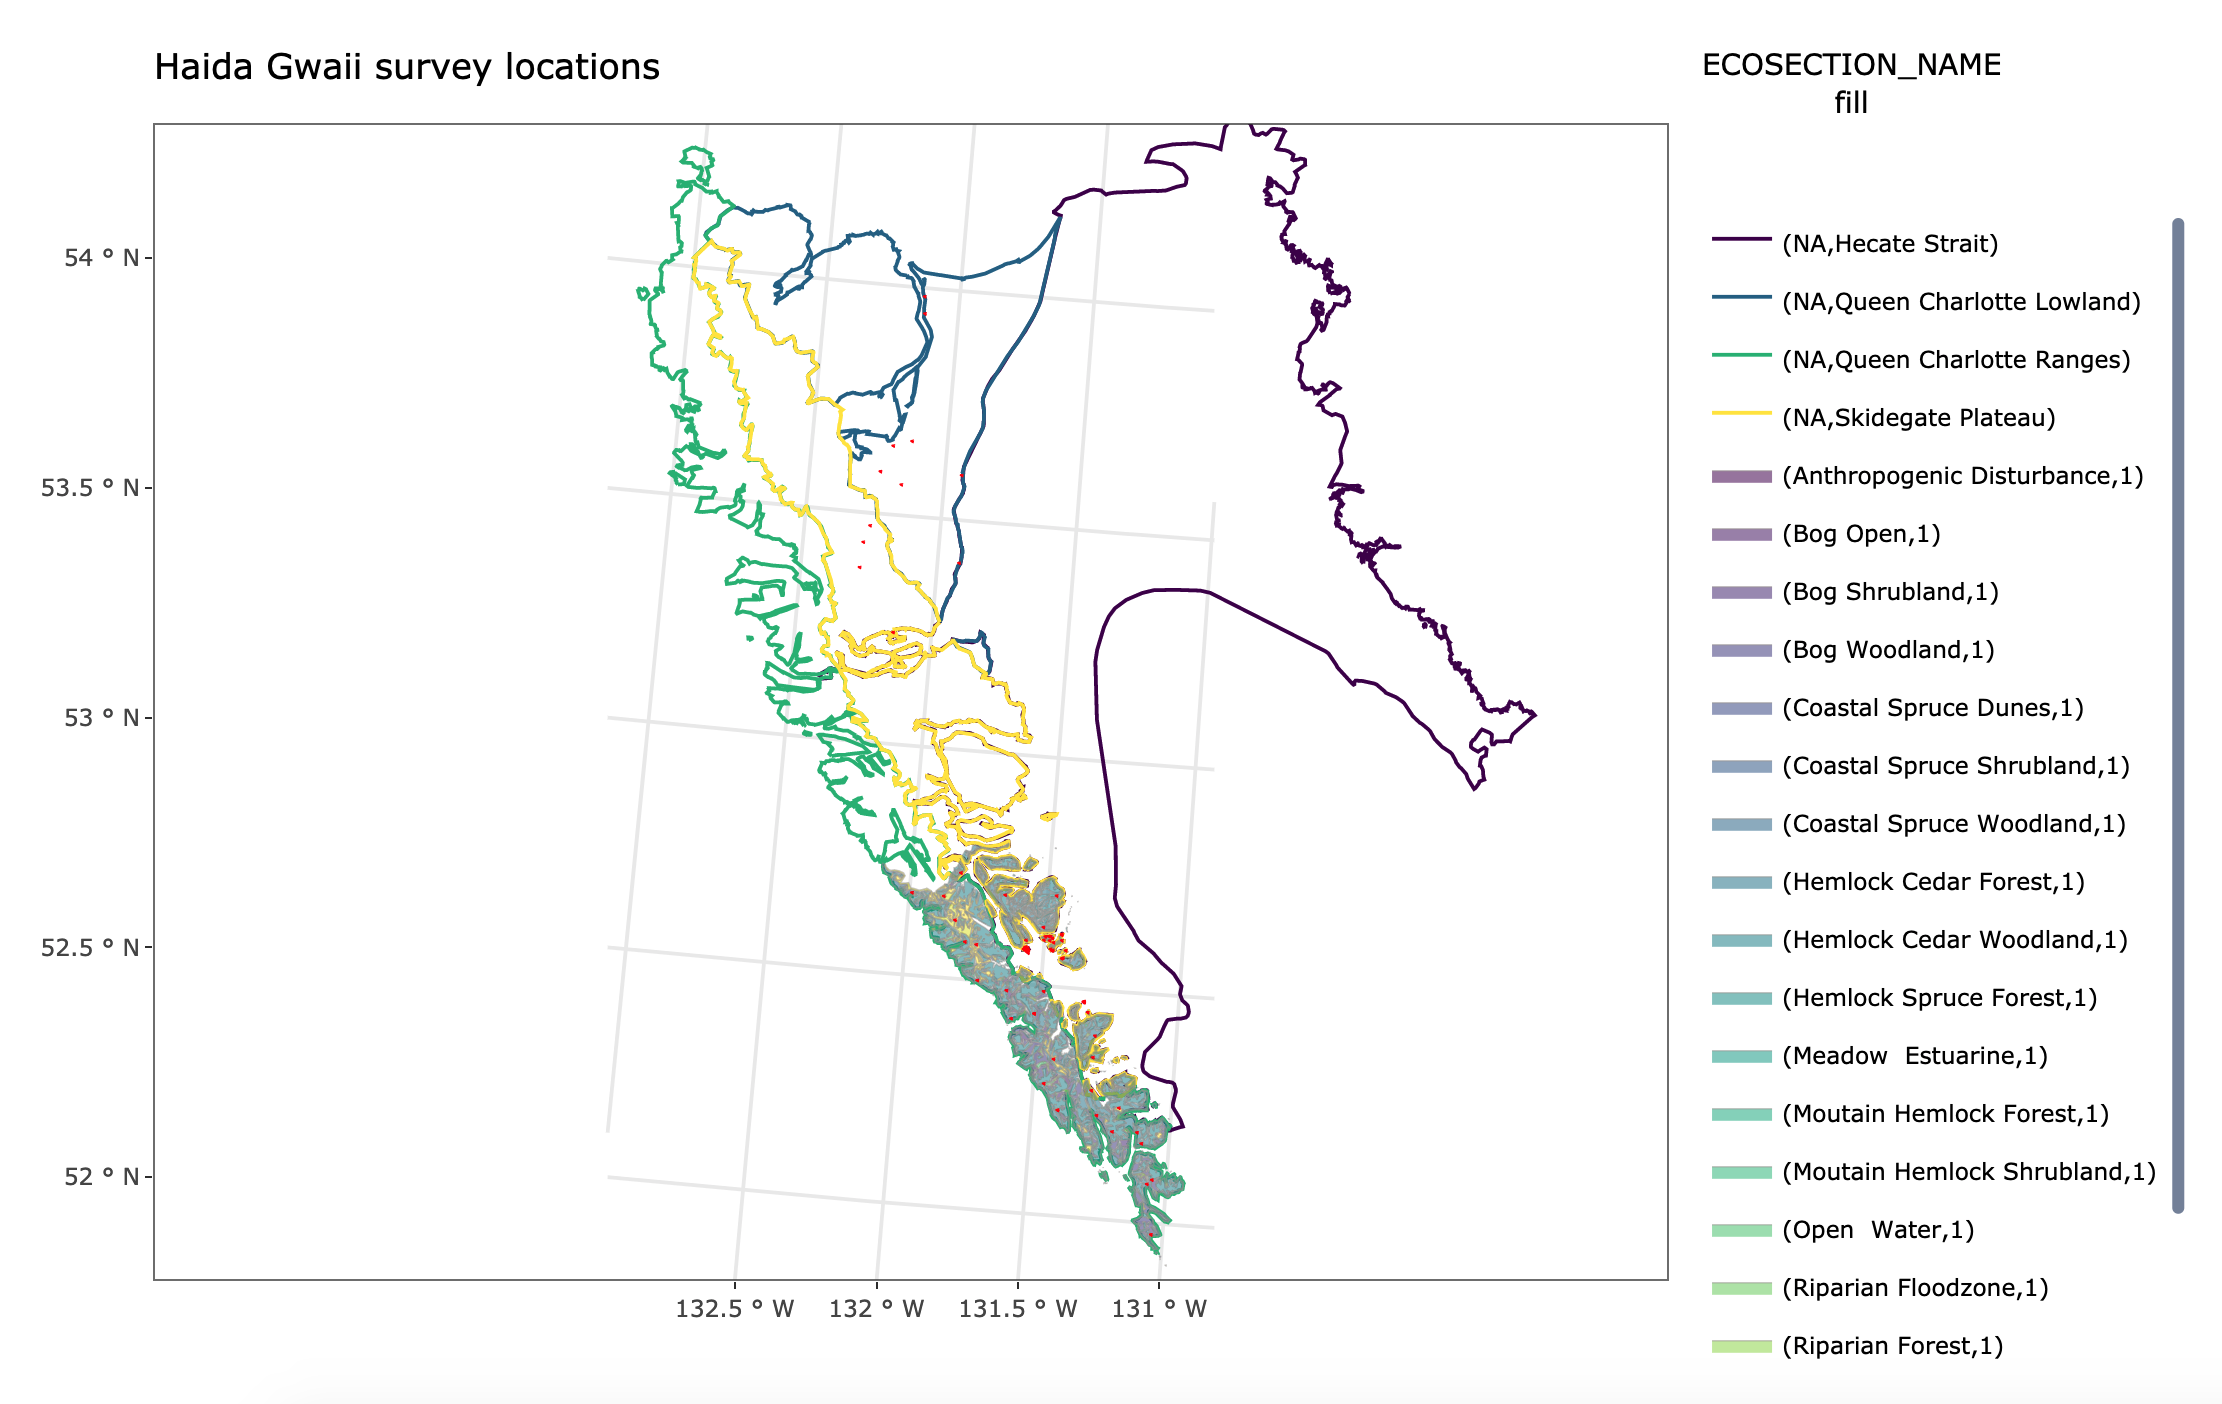 Haida Gwaii survey locations
ECOSECTION_NAME
fill
54 ° N
53.5 ° N
53 ° N
52.5 ° N
52 ° N
132.5 ° W
132 ° W
131.5 ° W
131 ° W
(NA,Hecate Strait)
(NA,Queen Charlotte Lowland)
(NA,Queen Charlotte Ranges)
(NA,Skidegate Plateau)
(Anthropogenic Disturbance,1)
(Bog Open,1)
(Bog Shrubland,1)
(Bog Woodland,1)
(Coastal Spruce Dunes,1)
(Coastal Spruce Shrubland,1)
(Coastal Spruce Woodland,1)
(Hemlock Cedar Forest,1)
(Hemlock Cedar Woodland,1)
(Hemlock Spruce Forest,1)
(Meadow  Estuarine,1)
(Moutain Hemlock Forest,1)
(Moutain Hemlock Shrubland,1)
(Open  Water,1)
(Riparian Floodzone,1)
(Riparian Forest,1)